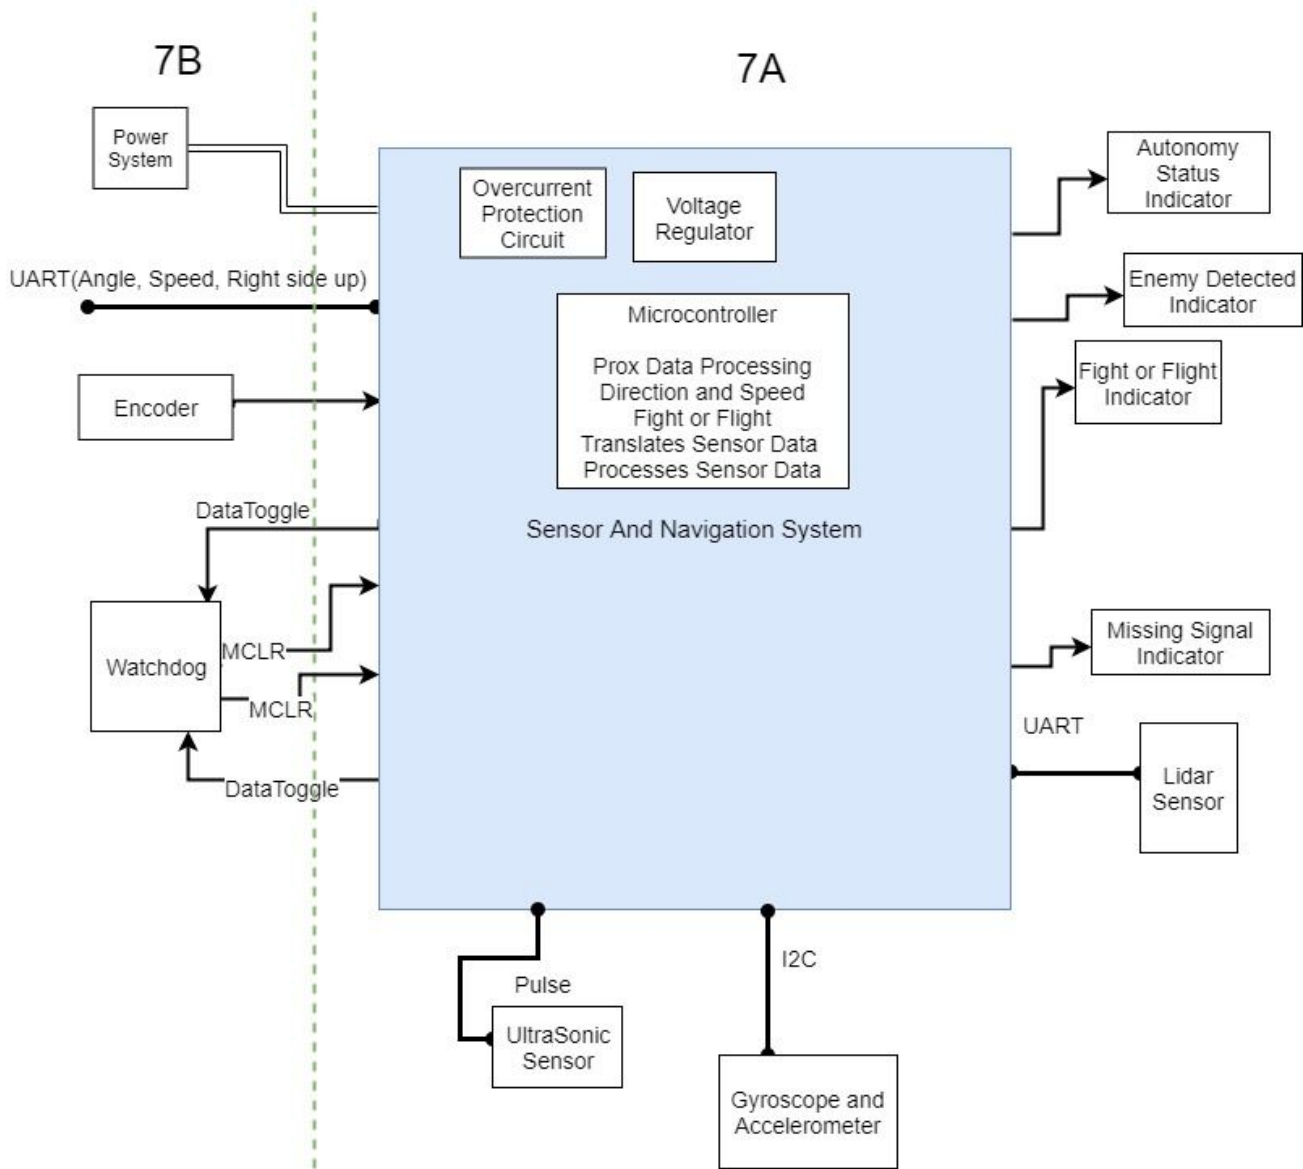 7B
7A
Power
System
Overcurrent
Protection
Circuit
Voltage
Regulator
Autonomy
Status
Indicator
UART(Angle, Speed, Right side up)
Enemy Detected
Indicator
Microcontroller
Prox Data Processing
Direction and Speed
Fight or Flight
Translates Sensor Data
Processes Sensor Data
Fight or Flight
Indicator
Encoder
DataToggle
Sensor And Navigation System
Watchdog
MCLR
MCLR
DataToggle
Missing Signal
Indicator
UART
Lidar
Sensor
Pulse
UltraSonic
Sensor
I2C
Gyroscope and
Accelerometer